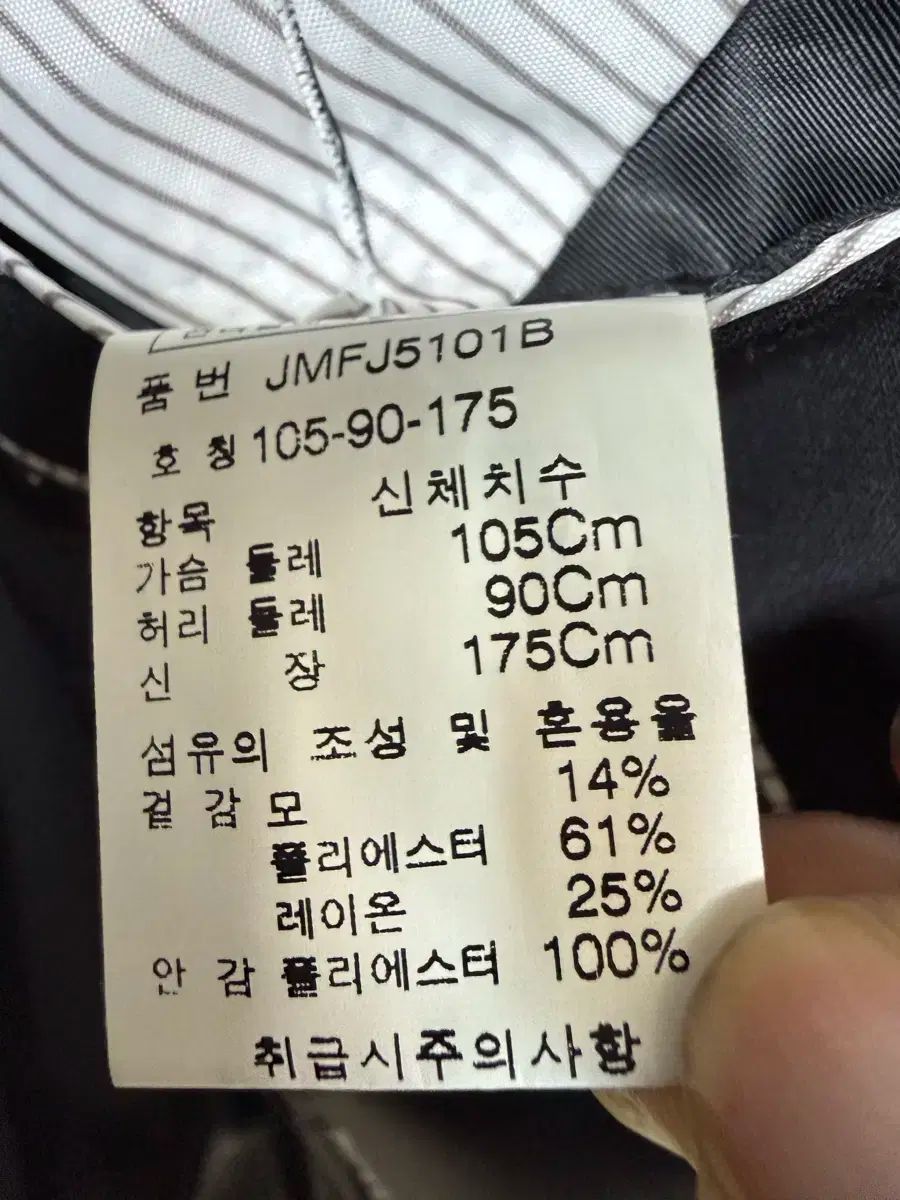 품 번 JMFJ5101B
호 칭 105-90-175
항목 신체치수
가슴 둘레 105Cm
허리 둘레 90Cm
신 장 175Cm
섬유의 조성 및 혼용율
겉 감 모 14%
폴리에스터 61%
레이온 25%
안 감 폴리에스터 100%
취급시주의사항